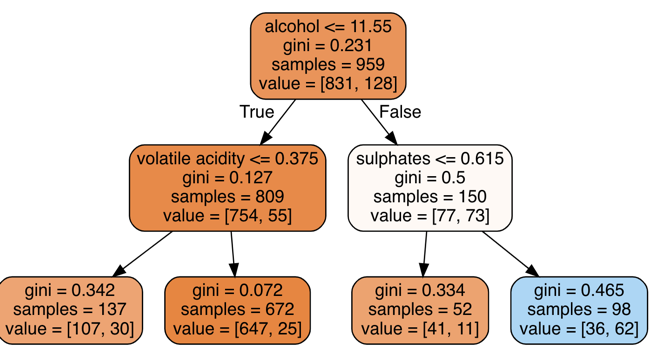 alcohol <= 11.55
gini = 0.231
samples = 959
value = [831, 128]
True
False
volatile acidity <= 0.375
gini = 0.127
samples = 809
value = [754, 55]
sulphates <= 0.615
gini = 0.5
samples = 150
value = [77, 73]
gini = 0.342
samples = 137
value = [107, 30]
gini = 0.072
samples = 672
value = [647, 25]
gini = 0.334
samples = 52
value = [41, 11]
gini = 0.465
samples = 98
value = [36, 62]